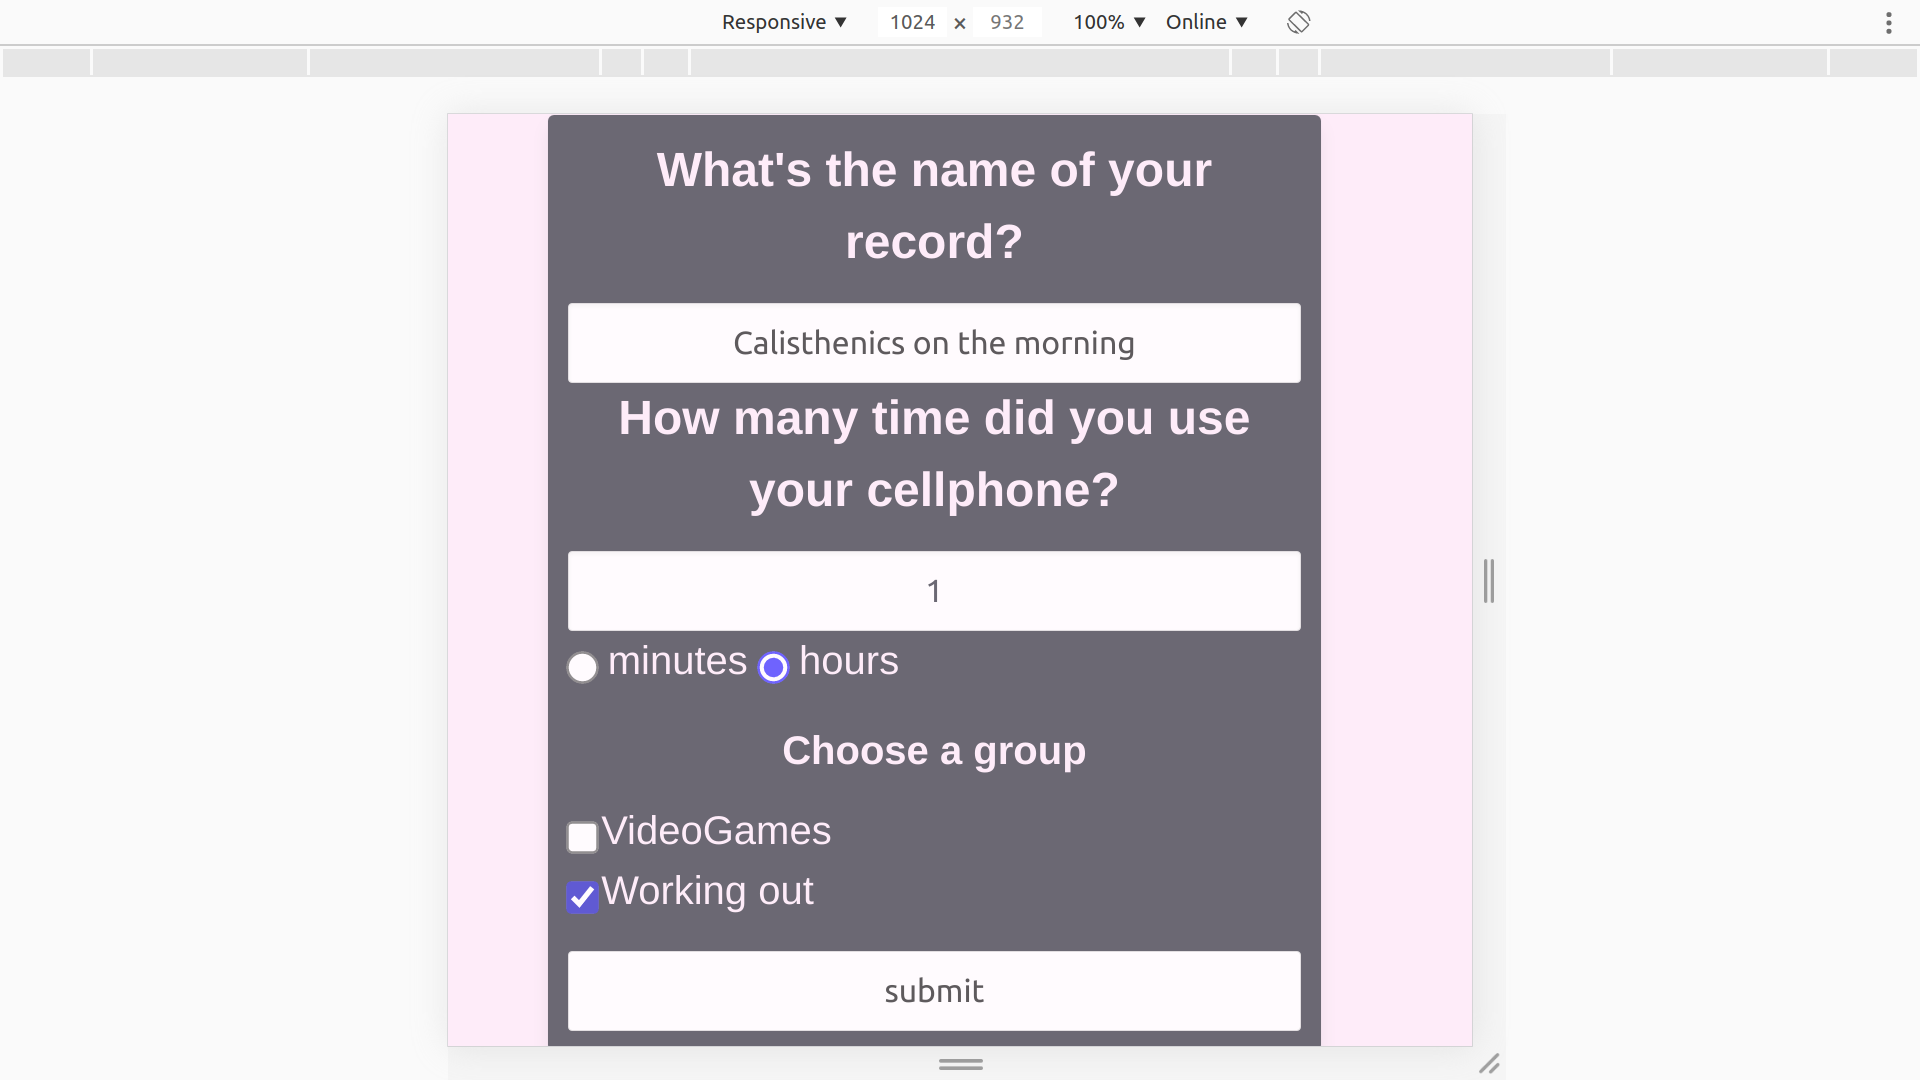 Responsive ▼ 1024 × 932 100% ▼ Online ▼
What's the name of your
record?
Calisthenics on the morning
How many time did you use
your cellphone?
1
minutes hours
Choose a group
VideoGames
Working out
submit